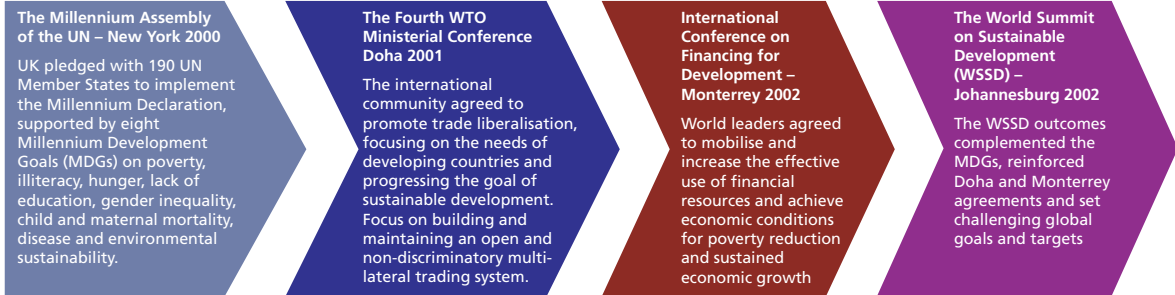 The Millennium Assembly
of the UN – New York 2000
UK pledged with 190 UN
Member States to implement
the Millennium Declaration,
supported by eight
Millennium Development
Goals (MDGs) on poverty,
illiteracy, hunger, lack of
education, gender inequality,
child and maternal mortality,
disease and environmental
sustainability.
The Fourth WTO
Ministerial Conference
Doha 2001
The international
community agreed to
promote trade liberalisation,
focusing on the needs of
developing countries and
progressing the goal of
sustainable development.
Focus on building and
maintaining an open and
non-discriminatory multi-
lateral trading system.
International
Conference on
Financing for
Development –
Monterrey 2002
World leaders agreed
to mobilise and
increase the effective
use of financial
resources and achieve
economic conditions
for poverty reduction
and sustained
economic growth
The World Summit
on Sustainable
Development
(WSSD) –
Johannesburg 2002
The WSSD outcomes
complemented the
MDGs, reinforced
Doha and Monterrey
agreements and set
challenging global
goals and targets